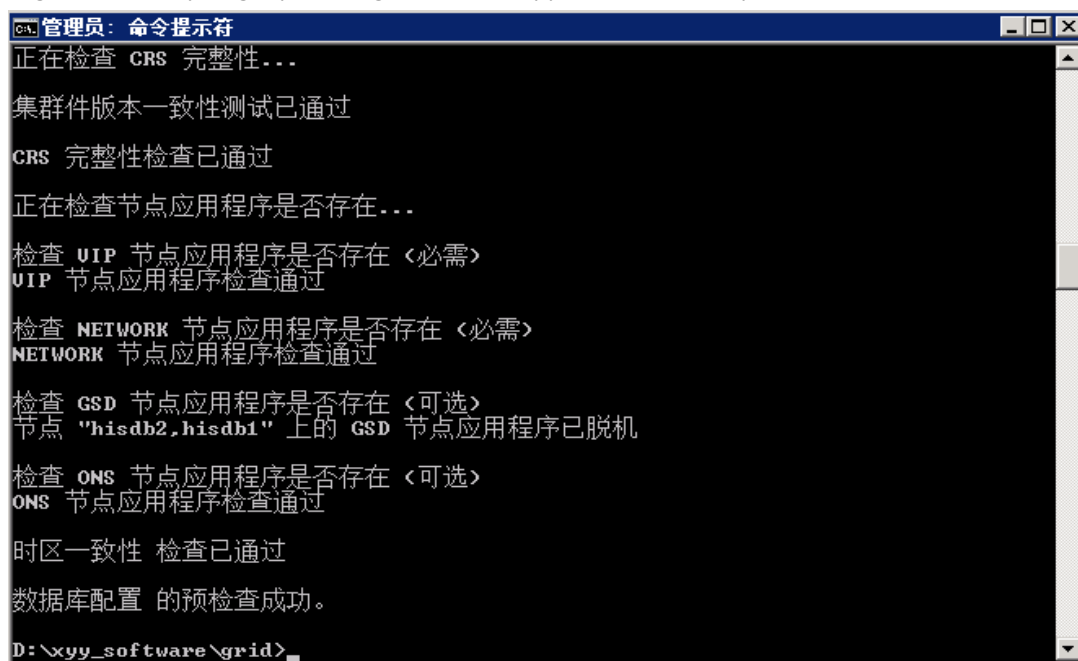 管理员: 命令提示符
正在检查 CRS 完整性...
集群件版本一致性测试已通过
CRS 完整性检查已通过
正在检查节点应用程序是否存在...
检查 VIP 节点应用程序是否存在 <必需>
VIP 节点应用程序检查通过
检查 NETWORK 节点应用程序是否存在 <必需>
NETWORK 节点应用程序检查通过
检查 GSD 节点应用程序是否存在 <可选>
节点 "hisdb2,hisdb1" 上的 GSD 节点应用程序已脱机
检查 ONS 节点应用程序是否存在 <可选>
ONS 节点应用程序检查通过
时区一致性 检查已通过
数据库配置 的预检查成功。
D:\xyy_software\grid>